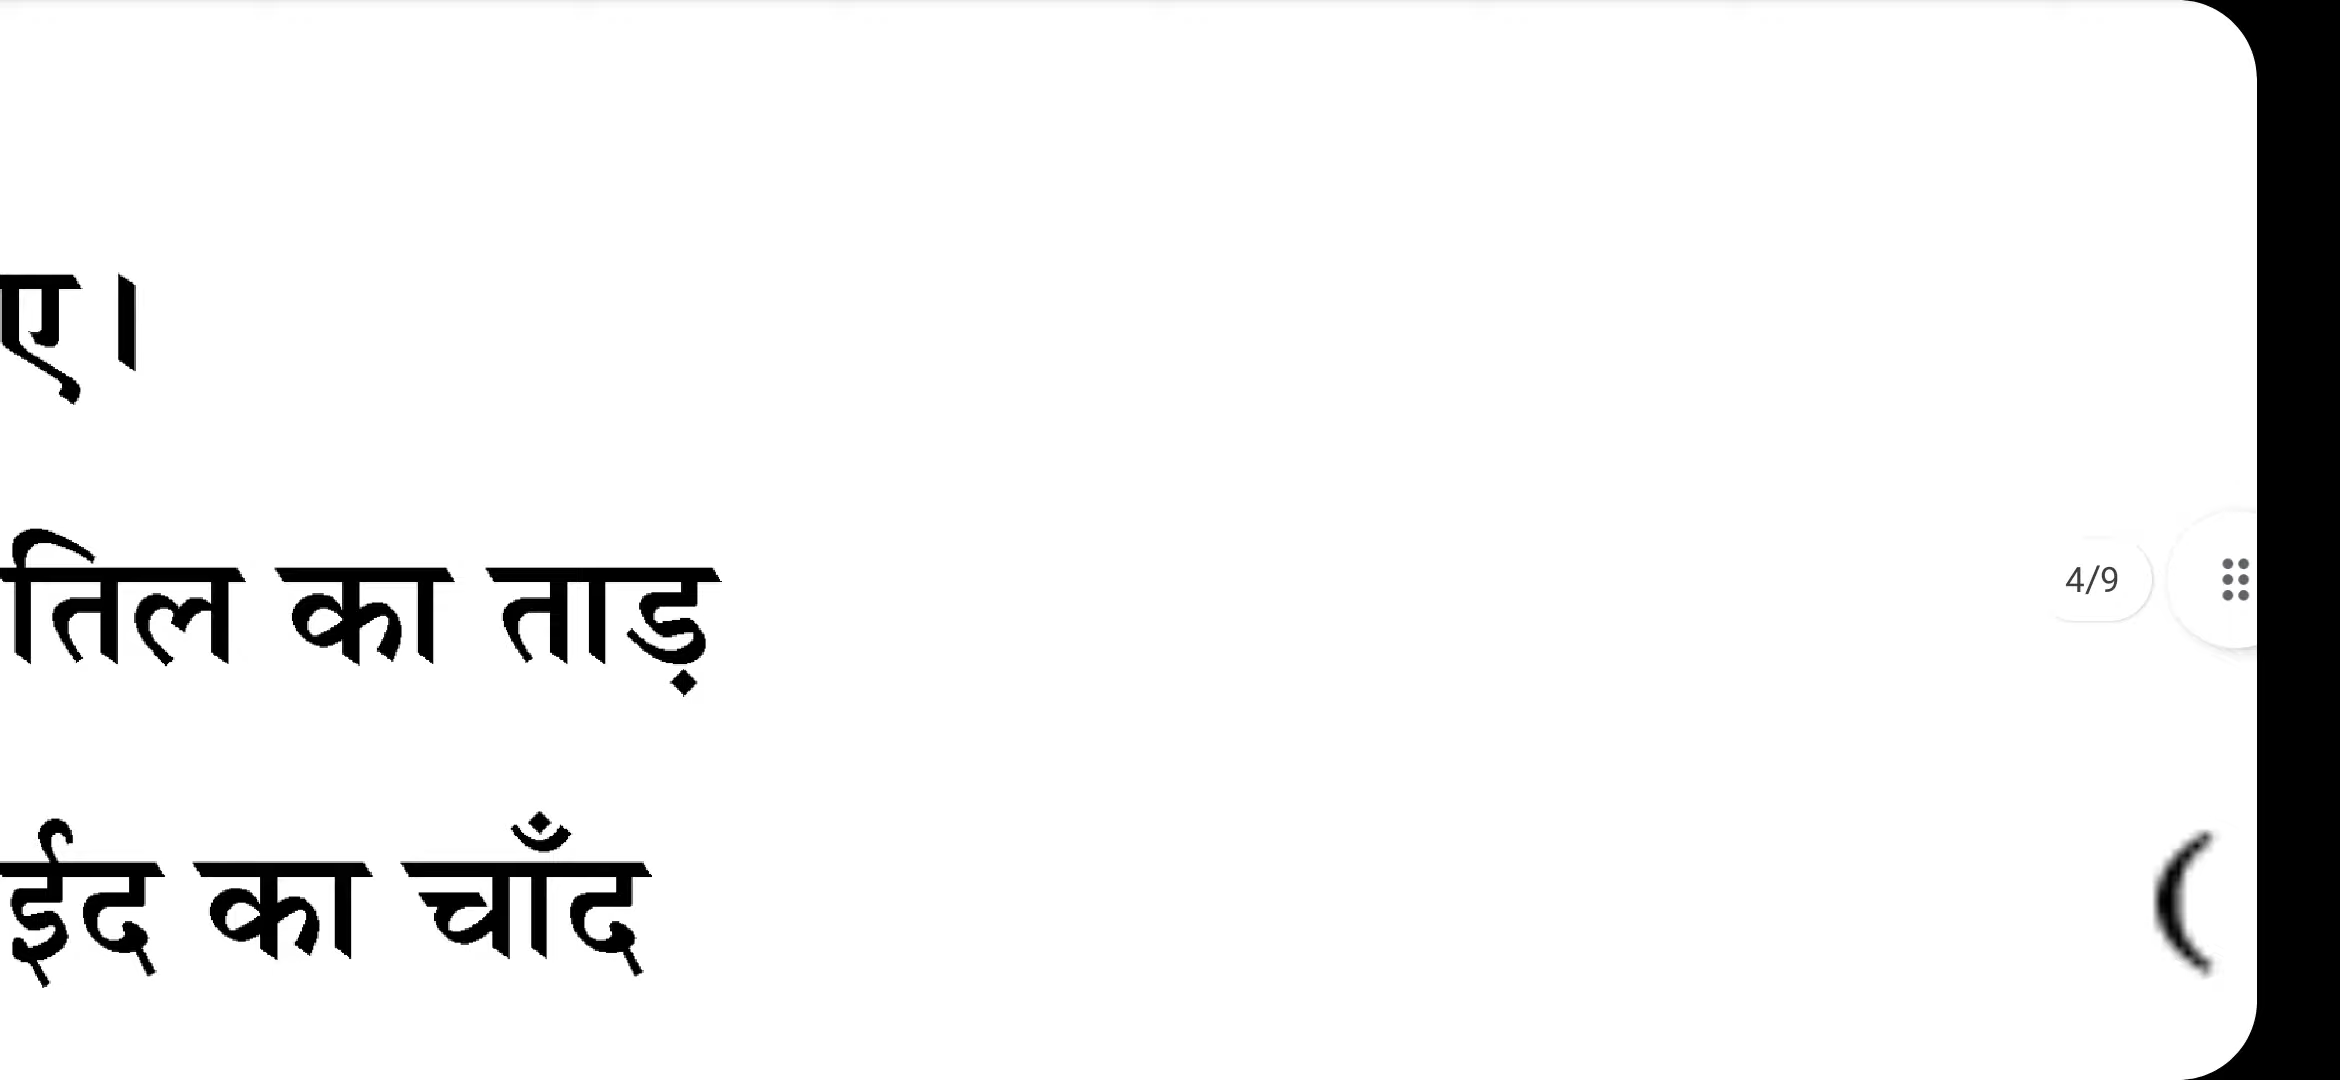 ए।
तिल का ताड़
4/9
ईद का चाँद (